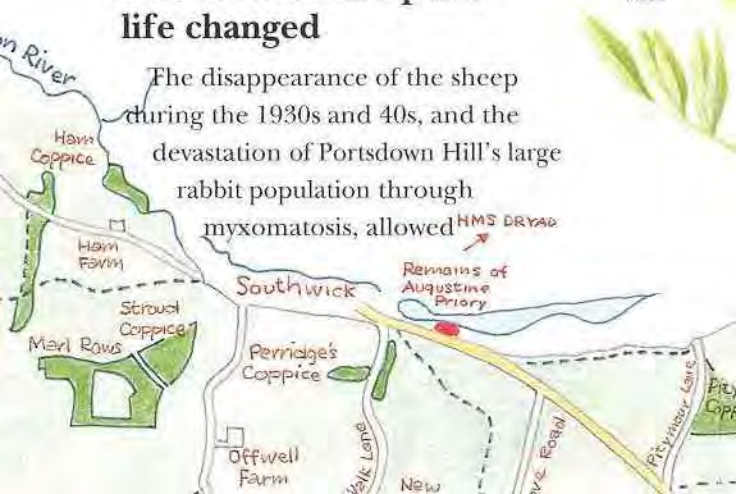 life changed
on River
The disappearance of the sheep
during the 1930s and 40s, and the
devastation of Portsdown Hill's large
rabbit population through
myxomatosis, allowed
HMS DRYAD
Ham
Coppice
Ham
Farm
Southwick
Remains of
Augustine
Priory
Stroud
Coppice
Marl Rows
Perridge's
Coppice
Offwell
Farm
Walk Lane
New
Road
Pitymoor Lane